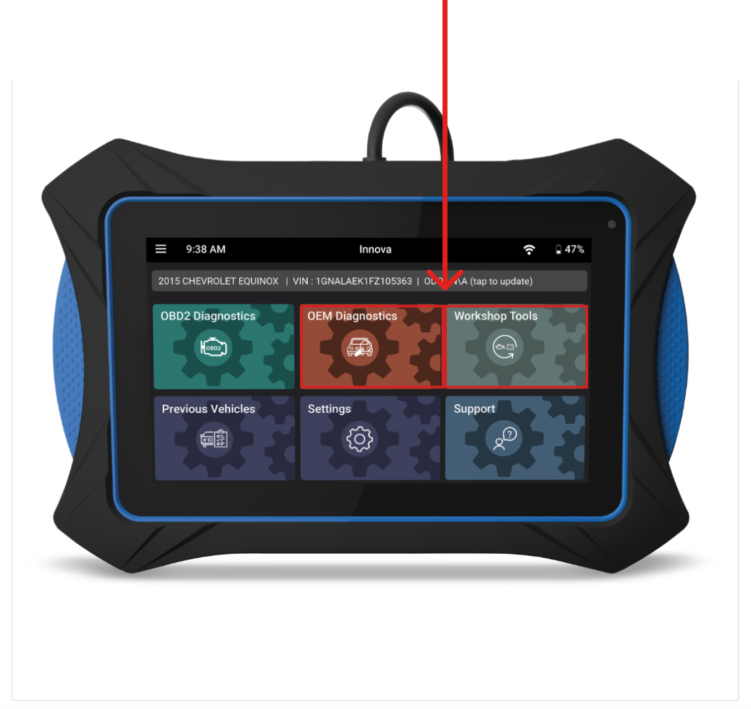 9:38 AM Innova 47%
2015 CHEVROLET EQUINOX | VIN : 1GNALAEK1FZ105363 | N\A (tap to update)
OBD2 Diagnostics OEM Diagnostics Workshop Tools
OBD2
Previous Vehicles Settings Support
?